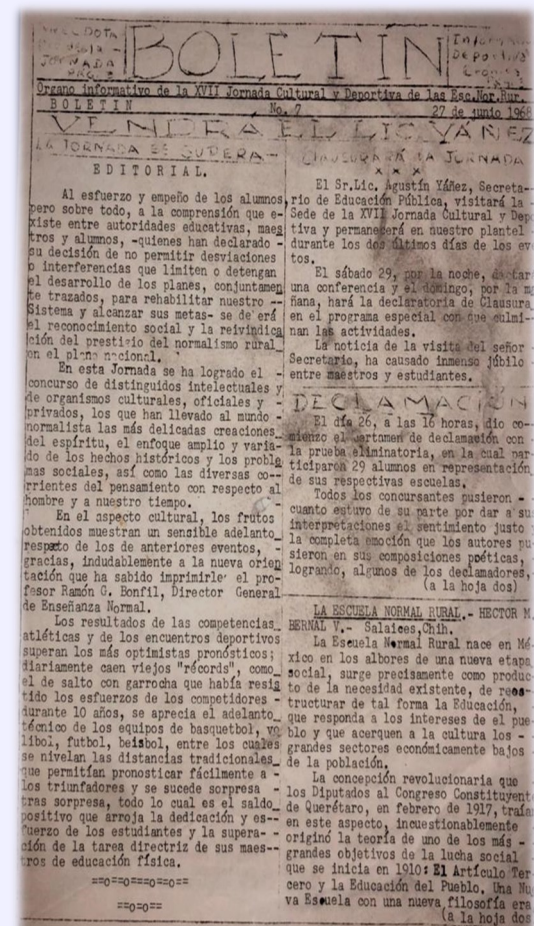 ANECDOTA
JORNADA
BOLETIN
Deportiva
Organo informativo de la XVII Jornada Cultural y Deportiva de las Esc.Nor.Rur.
BOLETIN No. 7 27 de junio 1968
VENDRA EL LIC YAÑEZ
LA JORNADA SE SUPERA-
EDITORIAL.
Al esfuerzo y empeño de los alumnos,
pero sobre todo, a la comprensión que e-
xiste entre autoridades educativas, maes
tros y alumnos, -quienes han declarado -
su decisión de no permitir desviaciones
o interferencias que limiten o detengan
el desarrollo de los planes, conjuntamen
te trazados, para rehabilitar nuestro --
Sistema y alcanzar sus metas- se de erá
el reconocimiento social y la reivindica
ción del prestigio del normalismo rural
en el plano nacional.
En esta Jornada se ha logrado el -
concurso de distinguidos intelectuales y
de organismos culturales, oficiales y -
privados, los que han llevado al mundo -
normalista las más delicadas creaciones
del espíritu, el enfoque amplio y varia-
do de los hechos históricos y los proble
mas sociales, así como las diversas co--
rrientes del pensamiento con respecto al
hombre y a nuestro tiempo.
En el aspecto cultural, los frutos
obtenidos muestran un sensible adelanto
respeto de los de anteriores eventos, -
gracias, indudablemente a la nueva orien
tación que ha sabido imprimirle el pro-
fesor Ramón G. Bonfil, Director General
de Enseñanza Normal.
Los resultados de las competencias
atléticas y de los encuentros deportivos
superan los más optimistas pronósticos;
diariamente caen viejos "récords", como
el de salto con garrocha que había resis
tido los esfuerzos de los competidores -
durante 10 años, se aprecia el adelanto
técnico de los equipos de basquetbol, vo
libol, futbol, beisbol, entre los cuales
se nivelan las distancias tradicionales
que permitían pronosticar fácilmente a -
los triunfadores y se sucede sorpresa -
tras sorpresa, todo lo cual es el saldo
positivo que arroja la dedicación y es--
fuerzo de los estudiantes y la supera- -
ción de la tarea directriz de sus maes--
tros de educación física.
==o==o===o==o==
==o=o==
CLAUSURARÁ LA JORNADA
x x x
El Sr.Lic. Agustín Yáñez, Secreta-
rio de Educación Pública, visitará la
Sede de la XVII Jornada Cultural y Depor
tiva y permanecerá en nuestro plantel
durante los dos últimos días de los even
tos.
El sábado 29, por la noche, dictar
una conferencia y el domingo, por la ma
ñana, hará la declaratoria de Clausura
en el programa especial con que culmi-
nan las actividades.
La noticia de la visita del señor
Secretario, ha causado inmenso júbilo
entre maestros y estudiantes.
DECLAMACION
El día 26, a las 16 horas, dio co-
mienzo el certamen de declamación con
la prueba eliminatoria, en la cual par
ticiparon 29 alumnos en representación
de sus respectivas escuelas.
Todos los concursantes pusieron -
cuanto estuvo de su parte por dar a su
interpretaciones el sentimiento justo
la completa emoción que los autores pu
sieron en sus composiciones poéticas,
logrando, algunos de los declamadores,
(a la hoja dos)
LA ESCUELA NORMAL RURAL.- HECTOR M.
BERNAL V.- Salaices,Chih.
La Escuela Normal Rural nace en Mé
xico en los albores de una nueva etapa
social, surge precisamente como produc
to de la necesidad existente, de rees-
tructurar de tal forma la Educación,
que responda a los intereses de el pue
blo y que acerquen a la cultura los -
grandes sectores económicamente bajos
de la población.
La concepción revolucionaria que
los Diputados al Congreso Constituyent
de Querétaro, en febrero de 1917, traía
en este aspecto, incuestionablemente
originó la teoría de uno de los más -
grandes objetivos de la lucha social
que se inicia en 1910: El Artículo Ter
cero y la Educación del Pueblo. Una Nu
va Escuela con una nueva filosofía era
(a la hoja dos